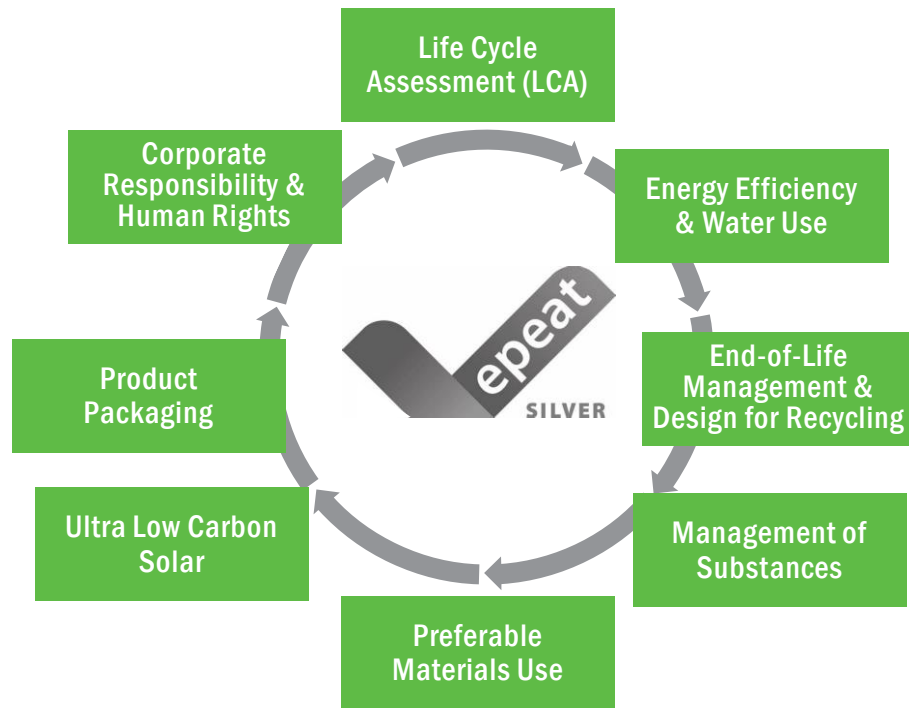 Life Cycle
Assessment (LCA)
Energy Efficiency
& Water Use
End-of-Life
Management &
Design for Recycling
Management of
Substances
Preferable
Materials Use
Ultra Low Carbon
Solar
Product
Packaging
Corporate
Responsibility &
Human Rights
epeat
SILVER